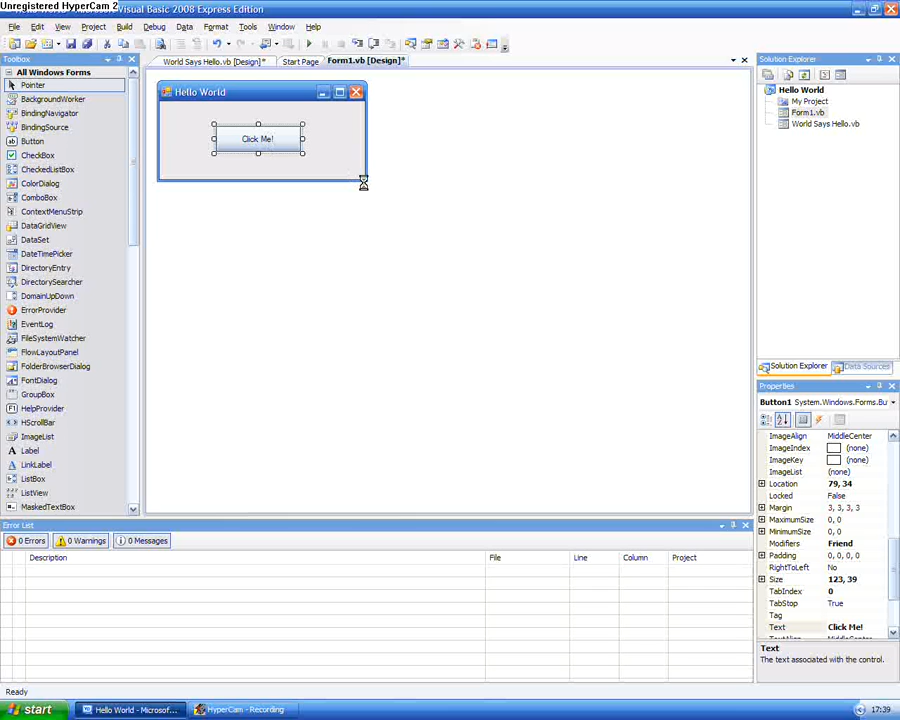 Unregistered HyperCam 2
Visual Basic 2008 Express Edition
File Edit View Project Build Debug Data Format Tools Window Help
Toolbox
World Says Hello.vb [Design]* Start Page Form1.vb [Design]*
Solution Explorer
All Windows Forms
Pointer
BackgroundWorker
BindingNavigator
BindingSource
Button
CheckBox
CheckedListBox
ColorDialog
ComboBox
ContextMenuStrip
DataGridView
DataSet
DateTimePicker
DirectoryEntry
DirectorySearcher
DomainUpDown
ErrorProvider
EventLog
FileSystemWatcher
FlowLayoutPanel
FolderBrowserDialog
FontDialog
GroupBox
HelpProvider
HScrollBar
ImageList
Label
LinkLabel
ListBox
ListView
MaskedTextBox
Hello World
Click Me!
Hello World
My Project
Form1.vb
World Says Hello.vb
Solution Explorer Data Sources
Properties
Button1 System.Windows.Forms.Bu
ImageAlign MiddleCenter
ImageIndex (none)
ImageKey (none)
ImageList (none)
Location 79, 34
Locked False
Margin 3, 3, 3, 3
MaximumSize 0, 0
MinimumSize 0, 0
Modifiers Friend
Padding 0, 0, 0, 0
RightToLeft No
Size 123, 39
TabIndex 0
TabStop True
Tag
Text Click Me!
TextAlign MiddleCenter
Text
The text associated with the control.
Error List
0 Errors 0 Warnings 0 Messages
Description File Line Column Project
Ready
start Hello World - Microsof... HyperCam - Recording 17:39